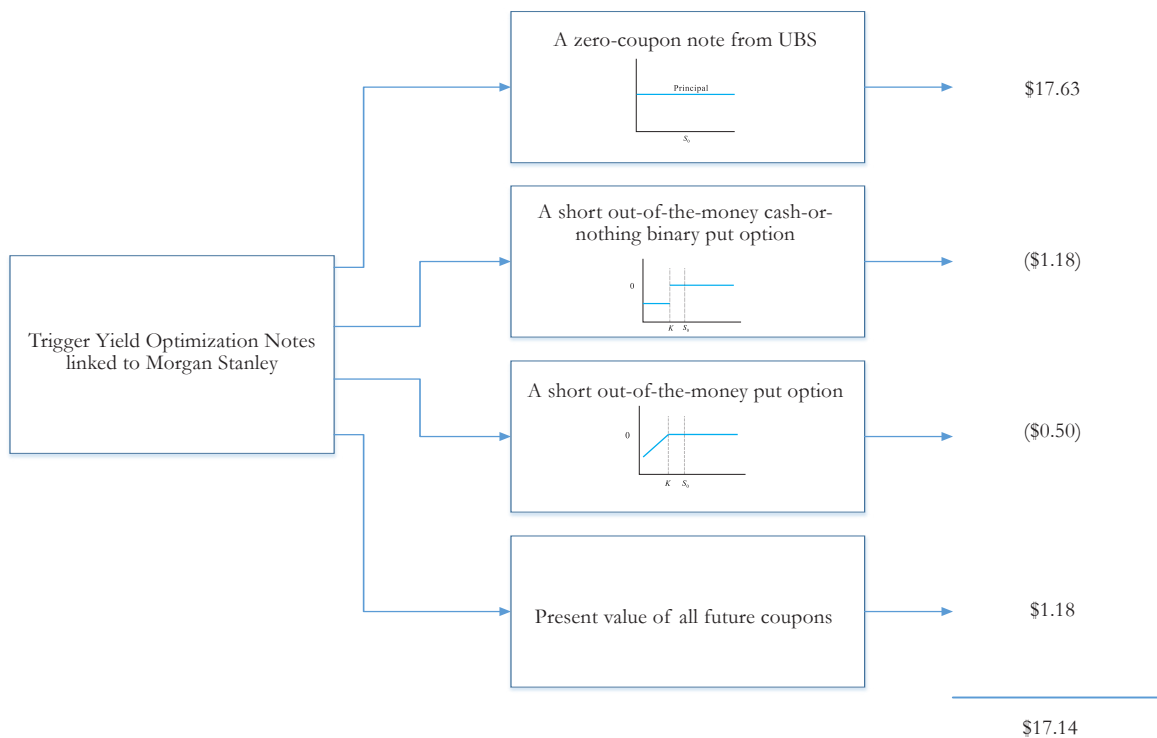 A zero-coupon note from UBS
Principal
S₀
$17.63
A short out-of-the-money cash-or-
nothing binary put option
0
K S₀
($1.18)
Trigger Yield Optimization Notes
linked to Morgan Stanley
A short out-of-the-money put option
0
K S₀
($0.50)
Present value of all future coupons
$1.18
$17.14